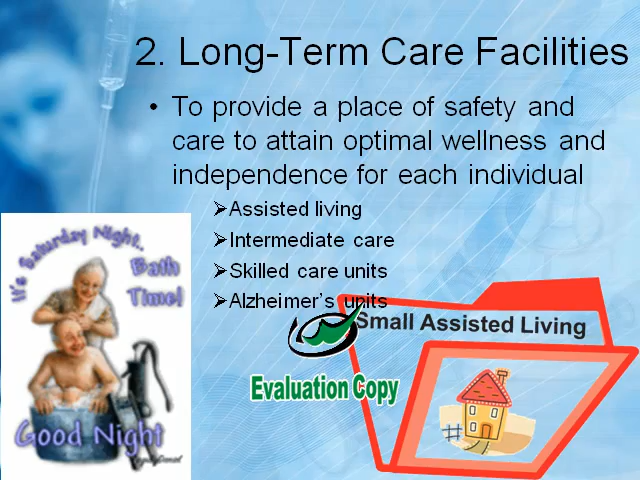 2. Long-Term Care Facilities
• To provide a place of safety and
care to attain optimal wellness and
independence for each individual
➢Assisted living
➢Intermediate care
➢Skilled care units
➢Alzheimer's units
It's Saturday Night..
Bath
Time!
Good Night
Small Assisted Living
Evaluation Copy